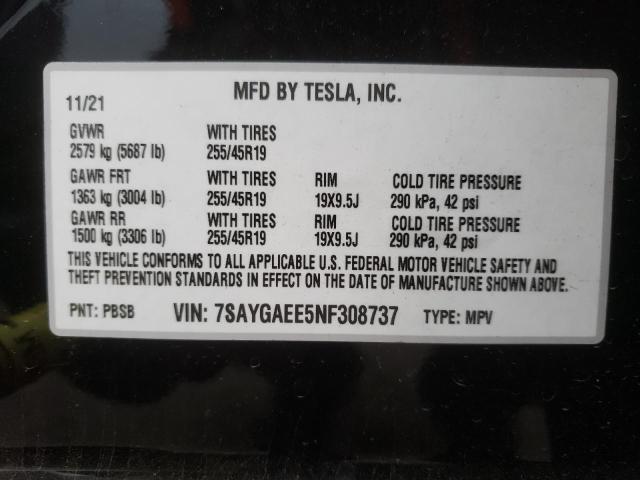 MFD BY TESLA, INC.
11/21
GVWR WITH TIRES
2579 kg (5687 lb) 255/45R19
GAWR FRT WITH TIRES RIM COLD TIRE PRESSURE
1363 kg (3004 lb) 255/45R19 19X9.5J 290 kPa, 42 psi
GAWR RR WITH TIRES RIM COLD TIRE PRESSURE
1500 kg (3306 lb) 255/45R19 19X9.5J 290 kPa, 42 psi
THIS VEHICLE CONFORMS TO ALL APPLICABLE U.S. FEDERAL MOTOR VEHICLE SAFETY AND
THEFT PREVENTION STANDARDS IN EFFECT ON THE DATE OF MANUFACTURE SHOWN ABOVE.
PNT: PBSB VIN: 7SAYGAEE5NF308737 TYPE: MPV